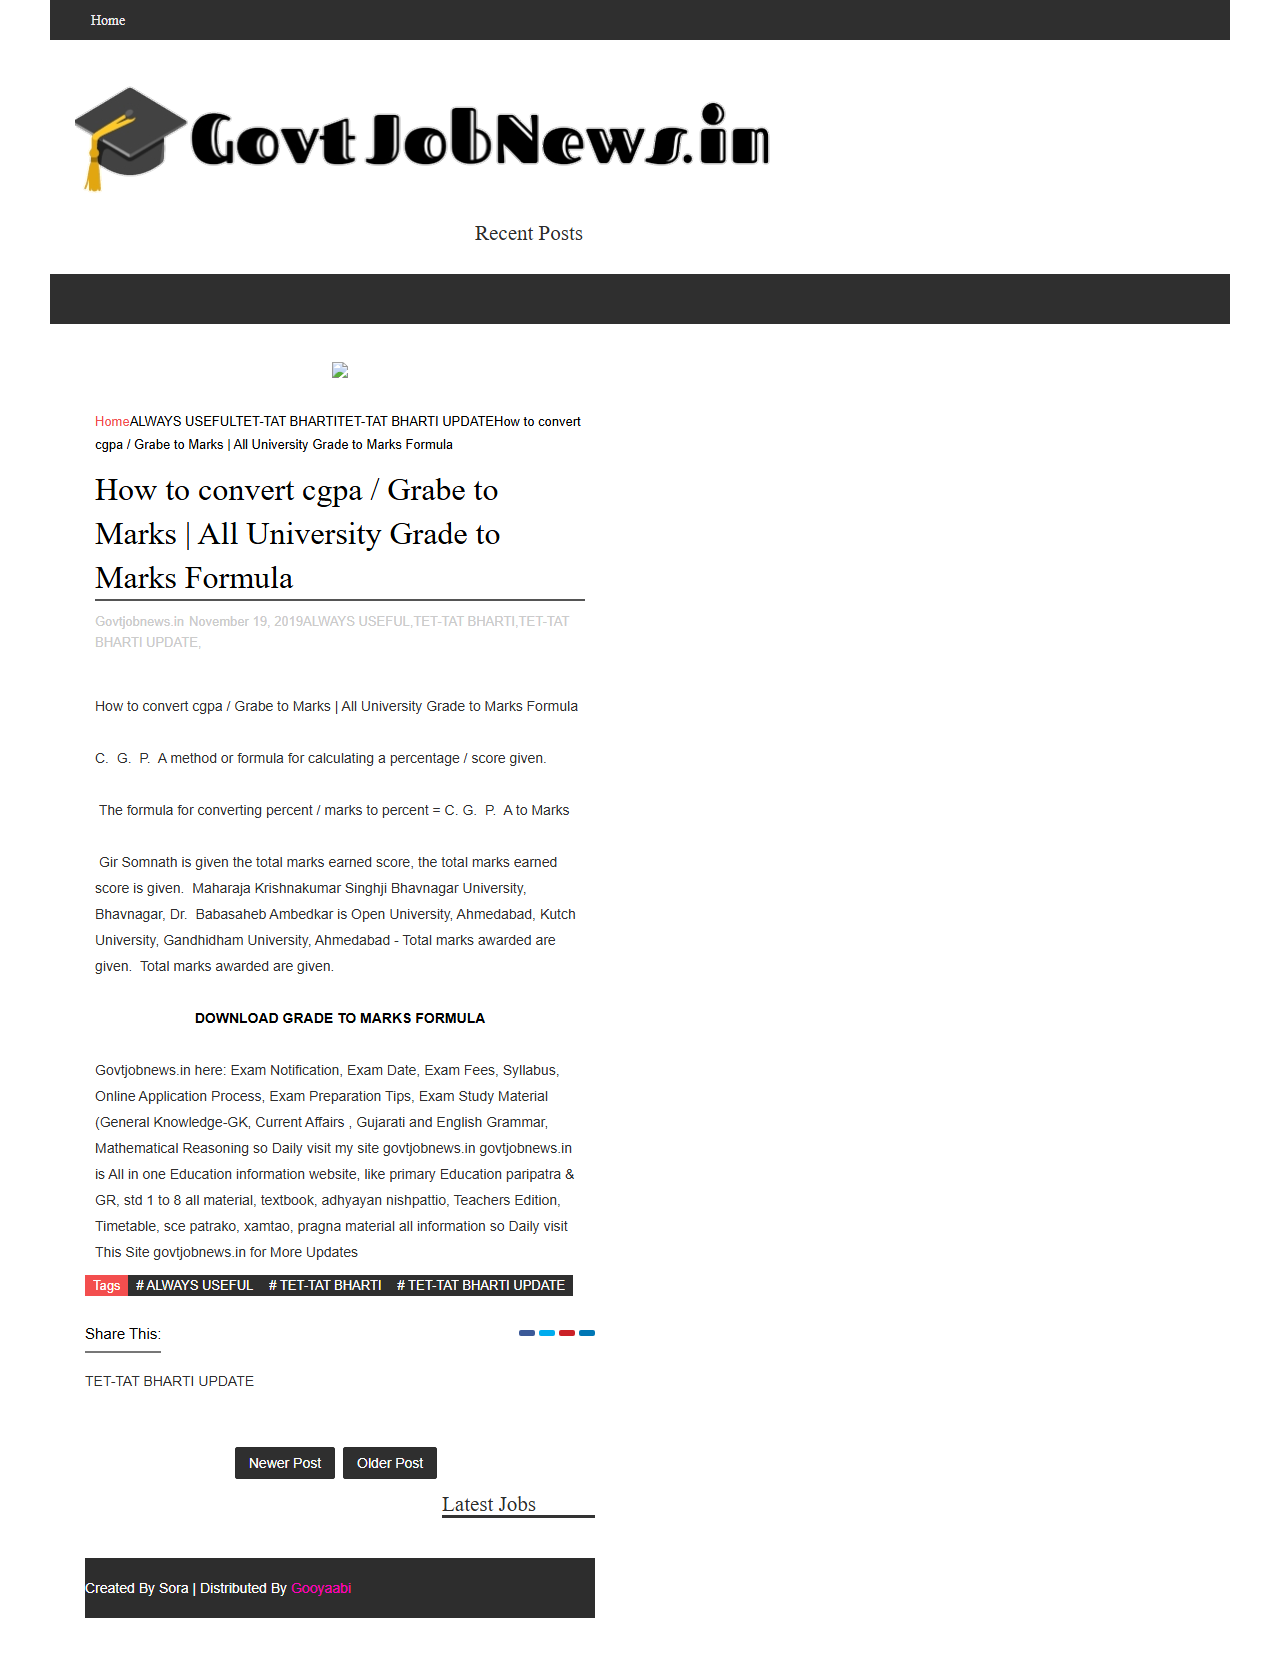 Home
GovtJobNews.in
Recent Posts
HomeALWAYS USEFULTET-TAT BHARTITET-TAT BHARTI UPDATEHow to convert
cgpa / Grabe to Marks | All University Grade to Marks Formula
How to convert cgpa / Grabe to
Marks | All University Grade to
Marks Formula
Govtjobnews.in November 19, 2019ALWAYS USEFUL,TET-TAT BHARTI,TET-TAT
BHARTI UPDATE,
How to convert cgpa / Grabe to Marks | All University Grade to Marks Formula
C.  G.  P.  A method or formula for calculating a percentage / score given.
The formula for converting percent / marks to percent = C. G.  P.  A to Marks
Gir Somnath is given the total marks earned score, the total marks earned
score is given.  Maharaja Krishnakumar Singhji Bhavnagar University,
Bhavnagar, Dr.  Babasaheb Ambedkar is Open University, Ahmedabad, Kutch
University, Gandhidham University, Ahmedabad - Total marks awarded are
given.  Total marks awarded are given.
DOWNLOAD GRADE TO MARKS FORMULA
Govtjobnews.in here: Exam Notification, Exam Date, Exam Fees, Syllabus,
Online Application Process, Exam Preparation Tips, Exam Study Material
(General Knowledge-GK, Current Affairs , Gujarati and English Grammar,
Mathematical Reasoning so Daily visit my site govtjobnews.in govtjobnews.in
is All in one Education information website, like primary Education paripatra &
GR, std 1 to 8 all material, textbook, adhyayan nishpattio, Teachers Edition,
Timetable, sce patrako, xamtao, pragna material all information so Daily visit
This Site govtjobnews.in for More Updates
Tags # ALWAYS USEFUL # TET-TAT BHARTI # TET-TAT BHARTI UPDATE
Share This:
TET-TAT BHARTI UPDATE
Newer Post Older Post
Latest Jobs
Created By Sora | Distributed By Gooyaabi